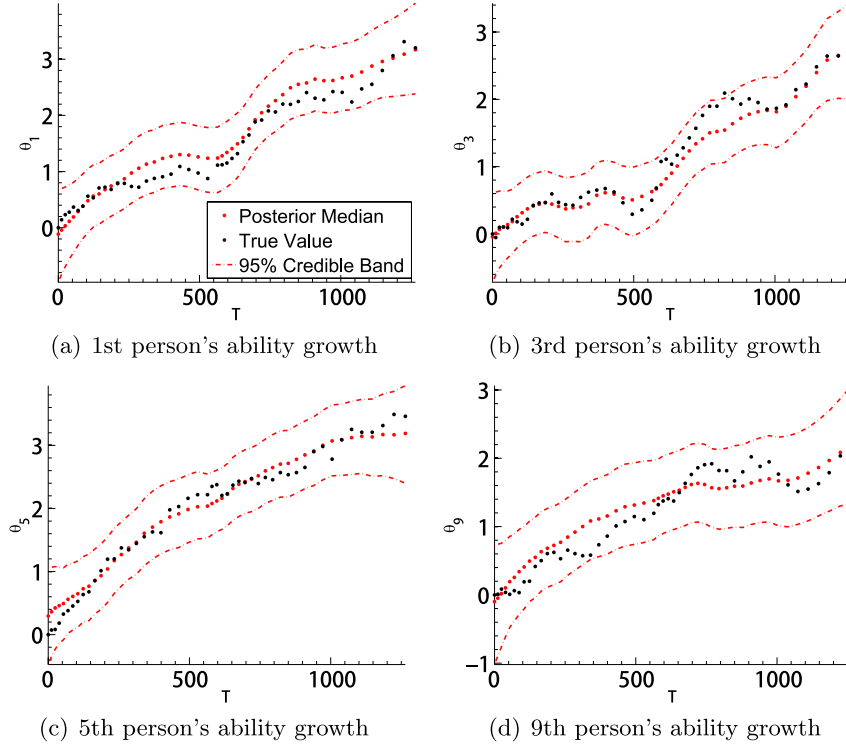 3
2
1
0
θ1
0
500
1000
T
Posterior Median
True Value
95% Credible Band
(a) 1st person's ability growth
3
2
1
0
θ3
0
500
1000
T
(b) 3rd person's ability growth
3
2
1
0
θ5
0
500
1000
T
(c) 5th person's ability growth
3
2
1
0
−1
θ9
0
500
1000
T
(d) 9th person's ability growth